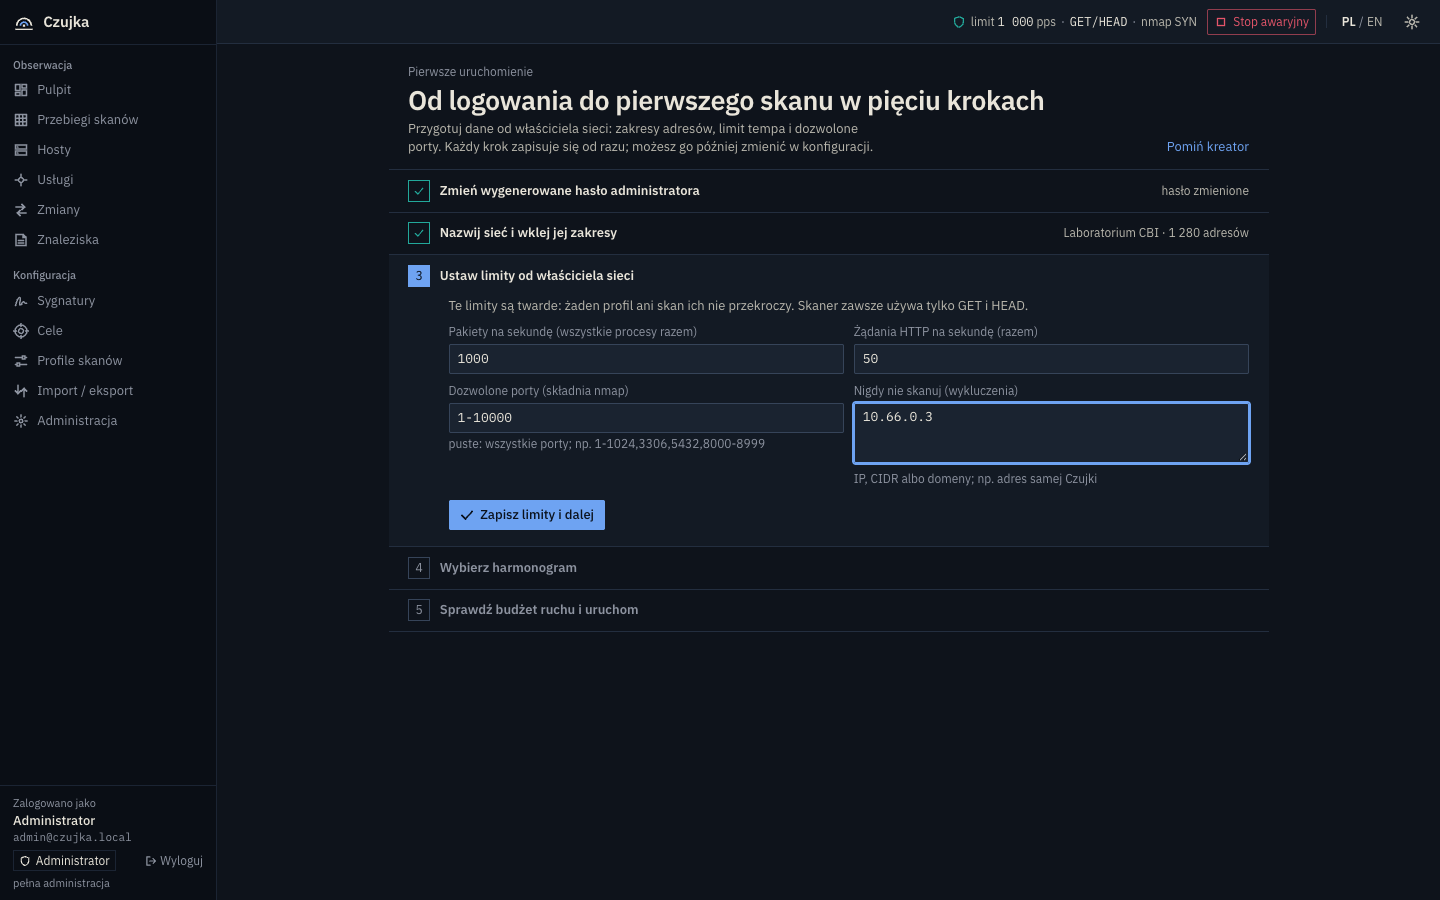 Czujka
limit 1 000 pps · GET/HEAD · nmap SYN
Stop awaryjny
PL / EN
Obserwacja
Pulpit
Przebiegi skanów
Hosty
Usługi
Zmiany
Znaleziska
Konfiguracja
Sygnatury
Cele
Profile skanów
Import / eksport
Administracja
Zalogowano jako
Administrator
admin@czujka.local
Administrator
Wyloguj
pełna administracja
Pierwsze uruchomienie
Od logowania do pierwszego skanu w pięciu krokach
Przygotuj dane od właściciela sieci: zakresy adresów, limit tempa i dozwolone
porty. Każdy krok zapisuje się od razu; możesz go później zmienić w konfiguracji.
Pomiń kreator
Zmień wygenerowane hasło administratora
hasło zmienione
Nazwij sieć i wklej jej zakresy
Laboratorium CBI · 1 280 adresów
3 Ustaw limity od właściciela sieci
Te limity są twarde: żaden profil ani skan ich nie przekroczy. Skaner zawsze używa tylko GET i HEAD.
Pakiety na sekundę (wszystkie procesy razem)
1000
Żądania HTTP na sekundę (razem)
50
Dozwolone porty (składnia nmap)
1-10000
puste: wszystkie porty; np. 1-1024,3306,5432,8000-8999
Nigdy nie skanuj (wykluczenia)
10.66.0.3
IP, CIDR albo domeny; np. adres samej Czujki
Zapisz limity i dalej
4 Wybierz harmonogram
5 Sprawdź budżet ruchu i uruchom